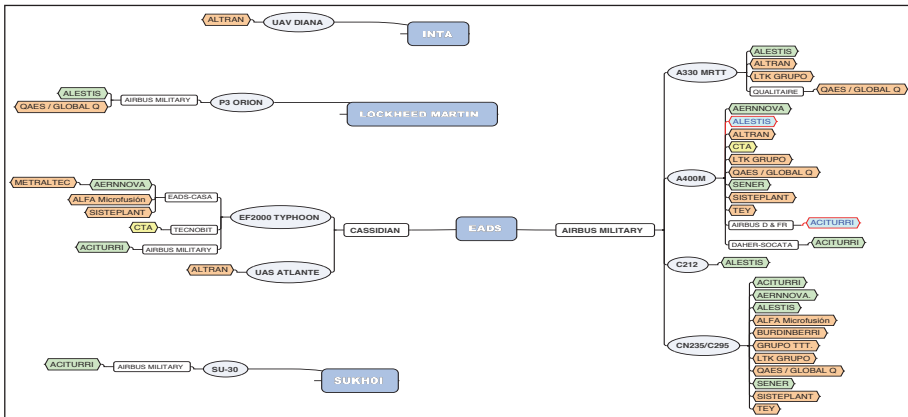 ALTRAN
UAV DIANA
INTA
ALESTIS
QAES / GLOBAL Q
AIRBUS MILITARY
P3 ORION
LOCKHEED MARTIN
METRALTEC
AERNNOVA
ALFA Microfusión
SISTEPLANT
EADS-CASA
CTA
TECNOBIT
ACITURRI
AIRBUS MILITARY
EF2000 TYPHOON
ALTRAN
UAS ATLANTE
CASSIDIAN
EADS
AIRBUS MILITARY
ACITURRI
AIRBUS MILITARY
SU-30
SUKHOI
A330 MRTT
ALESTIS
ALTRAN
LTK GRUPO
QUALITAIRE
QAES / GLOBAL Q
A400M
AERNNOVA
ALESTIS
ALTRAN
CTA
LTK GRUPO
QAES / GLOBAL Q
SENER
SISTEPLANT
TEY
AIRBUS D & FR
ACITURRI
DAHER-SOCATA
ACITURRI
C212
ALESTIS
CN235/C295
ACITURRI
AERNNOVA.
ALESTIS
ALFA Microfusión
BURDINBERRI
GRUPO TTT..
LTK GRUPO
QAES / GLOBAL Q
SENER
SISTEPLANT
TEY